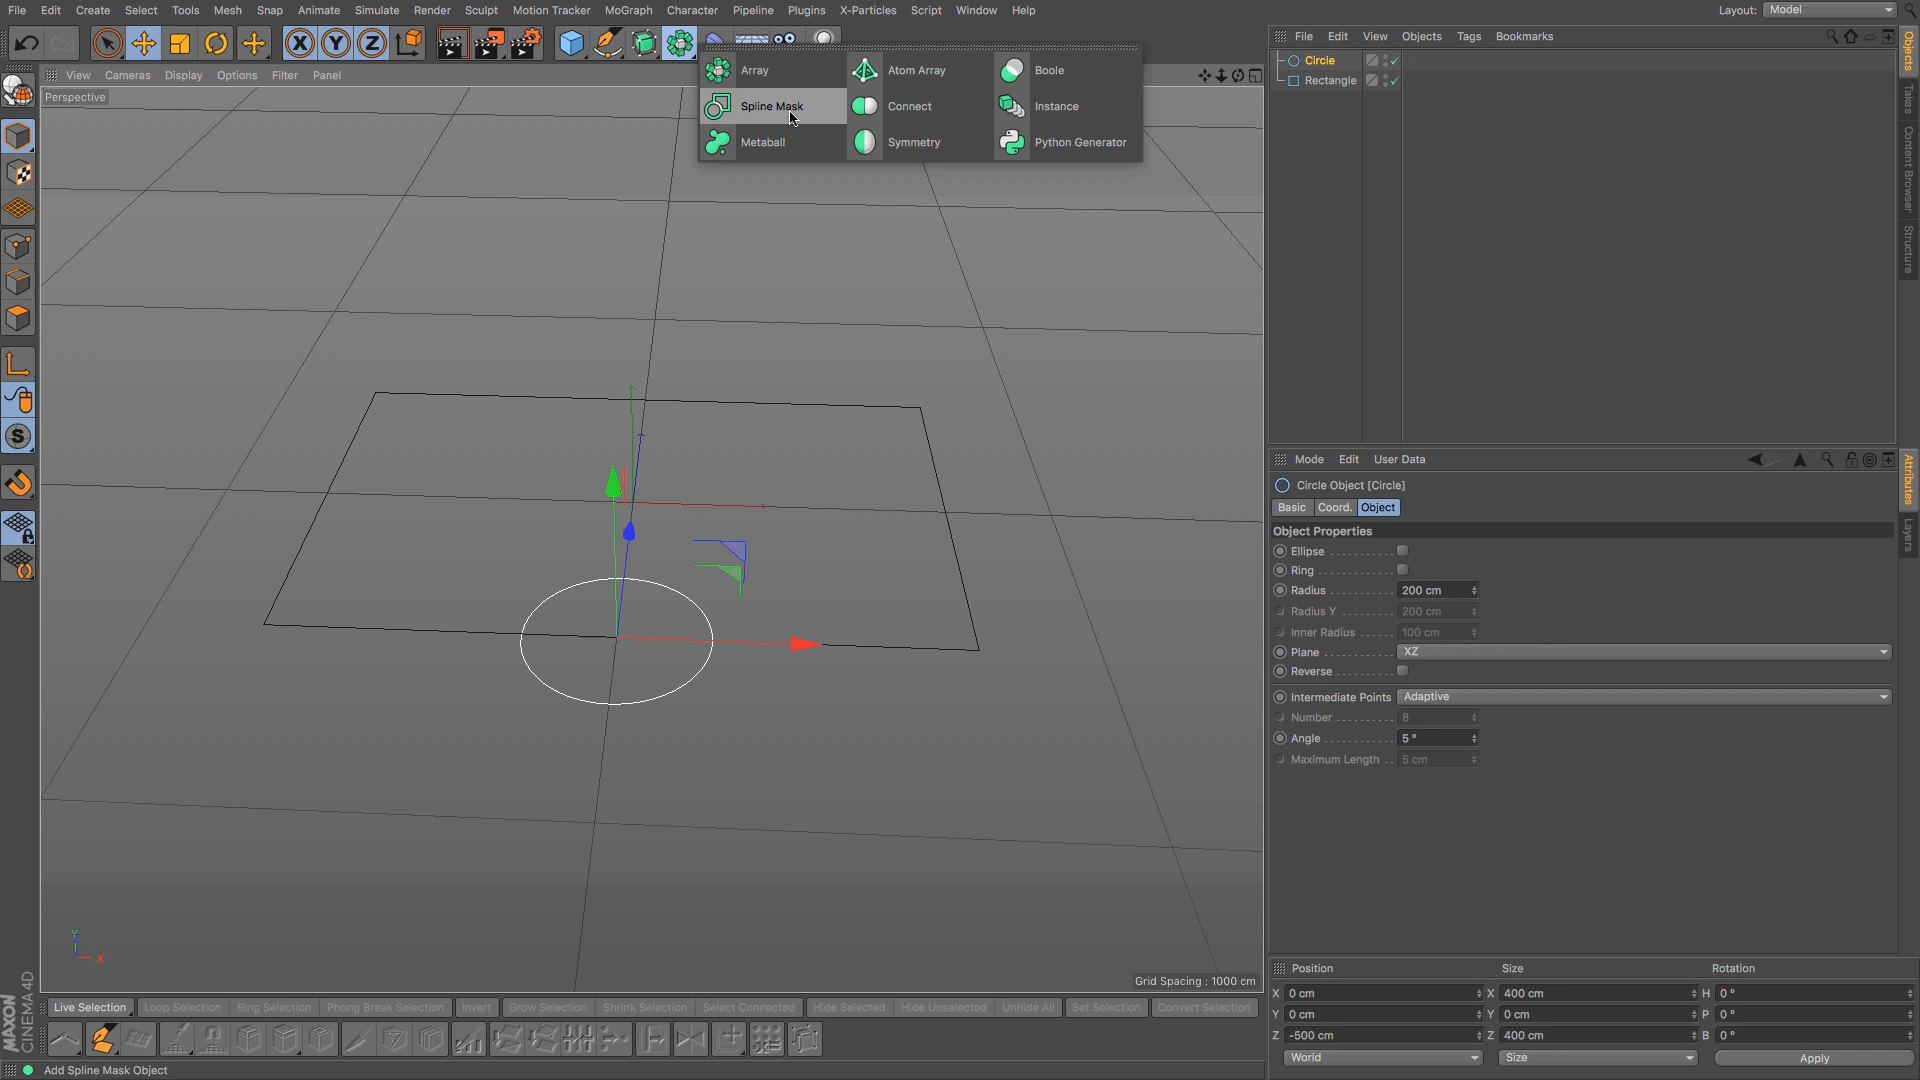 File Edit Create Select Tools Mesh Snap Animate Simulate Render Sculpt Motion Tracker MoGraph Character Pipeline Plugins X-Particles Script Window Help
Layout: Model
File Edit View Objects Tags Bookmarks
View Cameras Display Options Filter Panel
Perspective
Array Atom Array Boole
Spline Mask Connect Instance
Metaball Symmetry Python Generator
Circle
Rectangle
Objects
Takes
Content Browser
Structure
Mode Edit User Data
Circle Object [Circle]
Basic Coord. Object
Object Properties
Ellipse
Ring
Radius 200 cm
Radius Y 200 cm
Inner Radius 100 cm
Plane XZ
Reverse
Intermediate Points Adaptive
Number 8
Angle 5 °
Maximum Length 5 cm
Attributes
Layers
Y
X
Grid Spacing : 1000 cm
Position Size Rotation
X 0 cm X 400 cm H 0 °
Y 0 cm Y 0 cm P 0 °
Z -500 cm Z 400 cm B 0 °
World Size Apply
Live Selection Loop Selection Ring Selection Phong Break Selection Invert Grow Selection Shrink Selection Select Connected Hide Selected Hide Unselected Unhide All Set Selection Convert Selection
MAXON
CINEMA 4D
Add Spline Mask Object